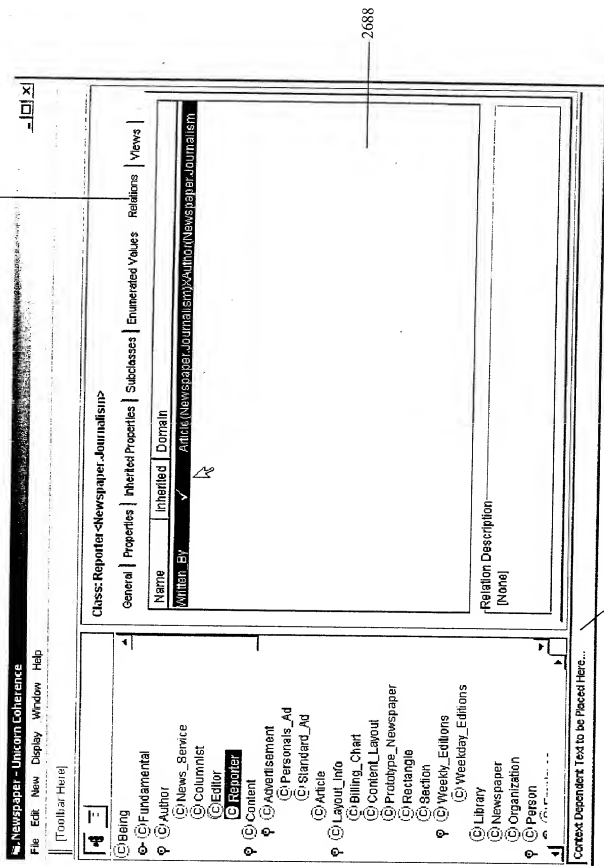 Newspaper - Unicorn Coherence
File Edit New Display Window Help
[Toolbar Here]
Being
Fundamental
Author
News_Service
Columnist
Editor
Reporter
Content
Advertisement
Personals_Ad
Standard_Ad
Article
Layout_Info
Billing_Chart
Content_Layout
Prototype_Newspaper
Rectangle
Section
Weekly_Editions
Weekday_Editions
Library
Newspaper
Organization
Person
Class: Reporter<Newspaper.Journalism>
General Properties Inherited Properties Subclasses Enumerated Values Relations Views
Name Inherited Domain
Written_By ✓ Article(Newspaper.Journalism)XAuthor(Newspaper.Journalism)
Relation Description
[None]
Context Dependent Text to be Placed Here...
2688